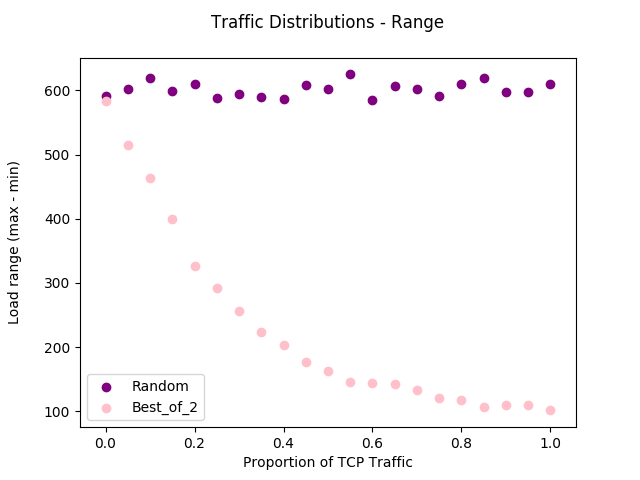 Traffic Distributions - Range
Load range (max - min)
600
500
400
300
200
100
Random
Best_of_2
0.0 0.2 0.4 0.6 0.8 1.0
Proportion of TCP Traffic